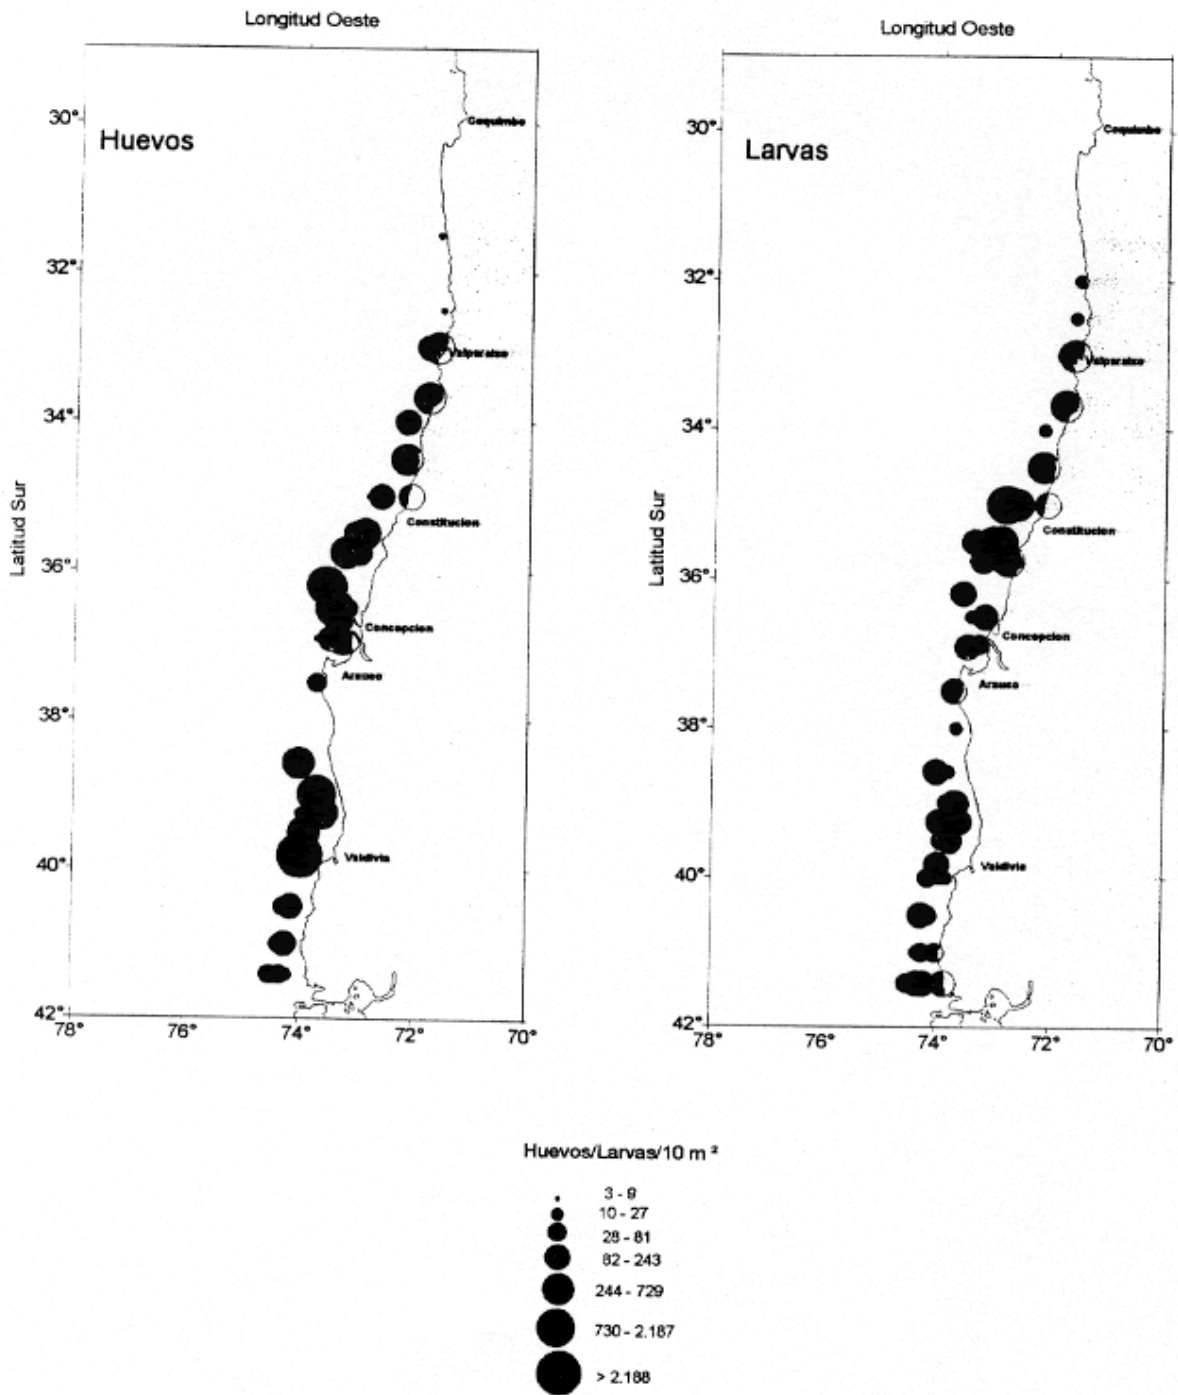 Longitud Oeste
Huevos
Latitud Sur
30°
32°
34°
36°
38°
40°
42°
78°
76°
74°
72°
70°
Coquimbo
Valparaiso
Constitucion
Concepcion
Arauco
Valdivia
Longitud Oeste
Larvas
Latitud Sur
30°
32°
34°
36°
38°
40°
42°
78°
76°
74°
72°
70°
Coquimbo
Valparaiso
Constitucion
Concepcion
Arauco
Valdivia
Huevos/Larvas/10 m ²
3 - 9
10 - 27
28 - 81
82 - 243
244 - 729
730 - 2.187
> 2.188